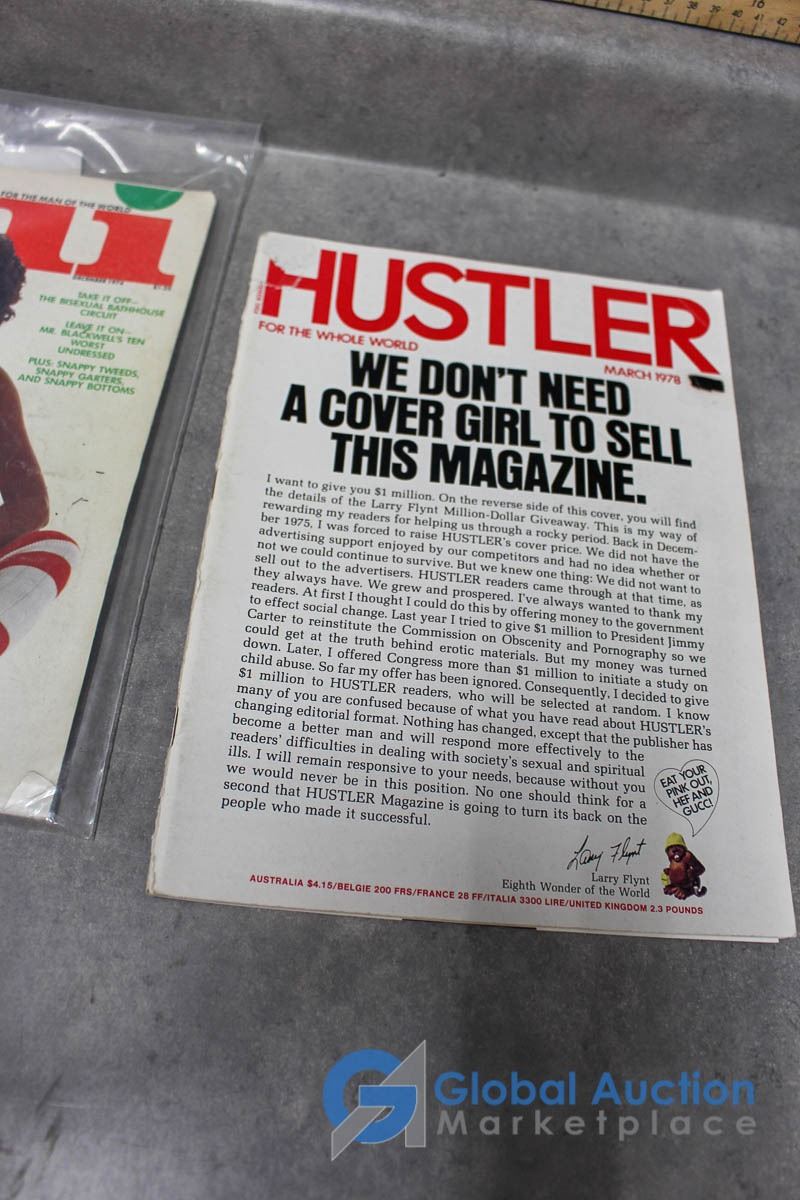 16
37 38 39 40 41 42
FOR THE MAN OF THE WORLD
ui
DECEMBER 1974
$1.25
TAKE IT OFF—
THE BISEXUAL BATHHOUSE
CIRCUIT
LEAVE IT ON—
MR. BLACKWELL'S TEN
WORST
UNDRESSED
PLUS: SNAPPY TWEEDS,
SNAPPY GARTERS,
AND SNAPPY BOTTOMS
HUSTLER
FOR THE WHOLE WORLD
MARCH 1978
WE DON'T NEED
A COVER GIRL TO SELL
THIS MAGAZINE.
I want to give you $1 million. On the reverse side of this cover, you will find
the details of the Larry Flynt Million-Dollar Giveaway. This is my way of
rewarding my readers for helping us through a rocky period. Back in Decem-
ber 1975, I was forced to raise HUSTLER's cover price. We did not have the
advertising support enjoyed by our competitors and had no idea whether or
not we could continue to survive. But we knew one thing: We did not want to
sell out to the advertisers. HUSTLER readers came through at that time, as
they always have. We grew and prospered. I've always wanted to thank my
readers. At first I thought I could do this by offering money to the government
to effect social change. Last year I tried to give $1 million to President Jimmy
Carter to reinstitute the Commission on Obscenity and Pornography so we
could get at the truth behind erotic materials. But my money was turned
down. Later, I offered Congress more than $1 million to initiate a study on
child abuse. So far my offer has been ignored. Consequently, I decided to give
$1 million to HUSTLER readers, who will be selected at random. I know
many of you are confused because of what you have read about HUSTLER's
changing editorial format. Nothing has changed, except that the publisher has
become a better man and will respond more effectively to the
readers' difficulties in dealing with society's sexual and spiritual
ills. I will remain responsive to your needs, because without you
we would never be in this position. No one should think for a
second that HUSTLER Magazine is going to turn its back on the
people who made it successful.
EAT YOUR
PINK OUT,
HEF AND
GUCC!
Larry Flynt
Larry Flynt
Eighth Wonder of the World
AUSTRALIA $4.15/BELGIE 200 FRS/FRANCE 28 FF/ITALIA 3300 LIRE/UNITED KINGDOM 2.3 POUNDS
Global Auction
Marketplace